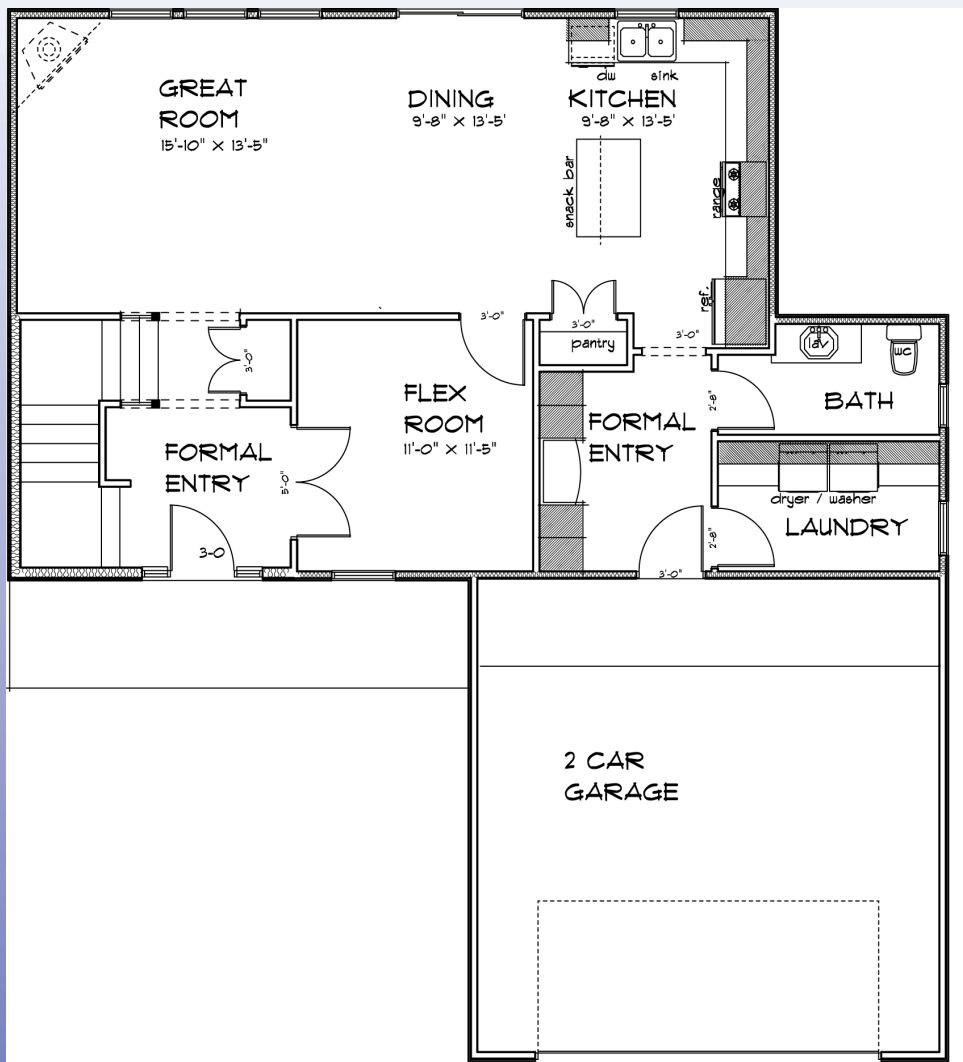 GREAT
ROOM
15'-10" X 13'-5"
DINING
9'-8" X 13'-5'
KITCHEN
9'-8" X 13'-5'
dw
sink
snack bar
range
ref.
3'-0"
3'-0"
pantry
3'-0"
3'-0"
lav
wc
BATH
2'-8"
FLEX
ROOM
11'-0" X 11'-5"
FORMAL
ENTRY
FORMAL
ENTRY
5'-0"
3-0
dryer / washer
LAUNDRY
2'-8"
3'-0"
2 CAR
GARAGE